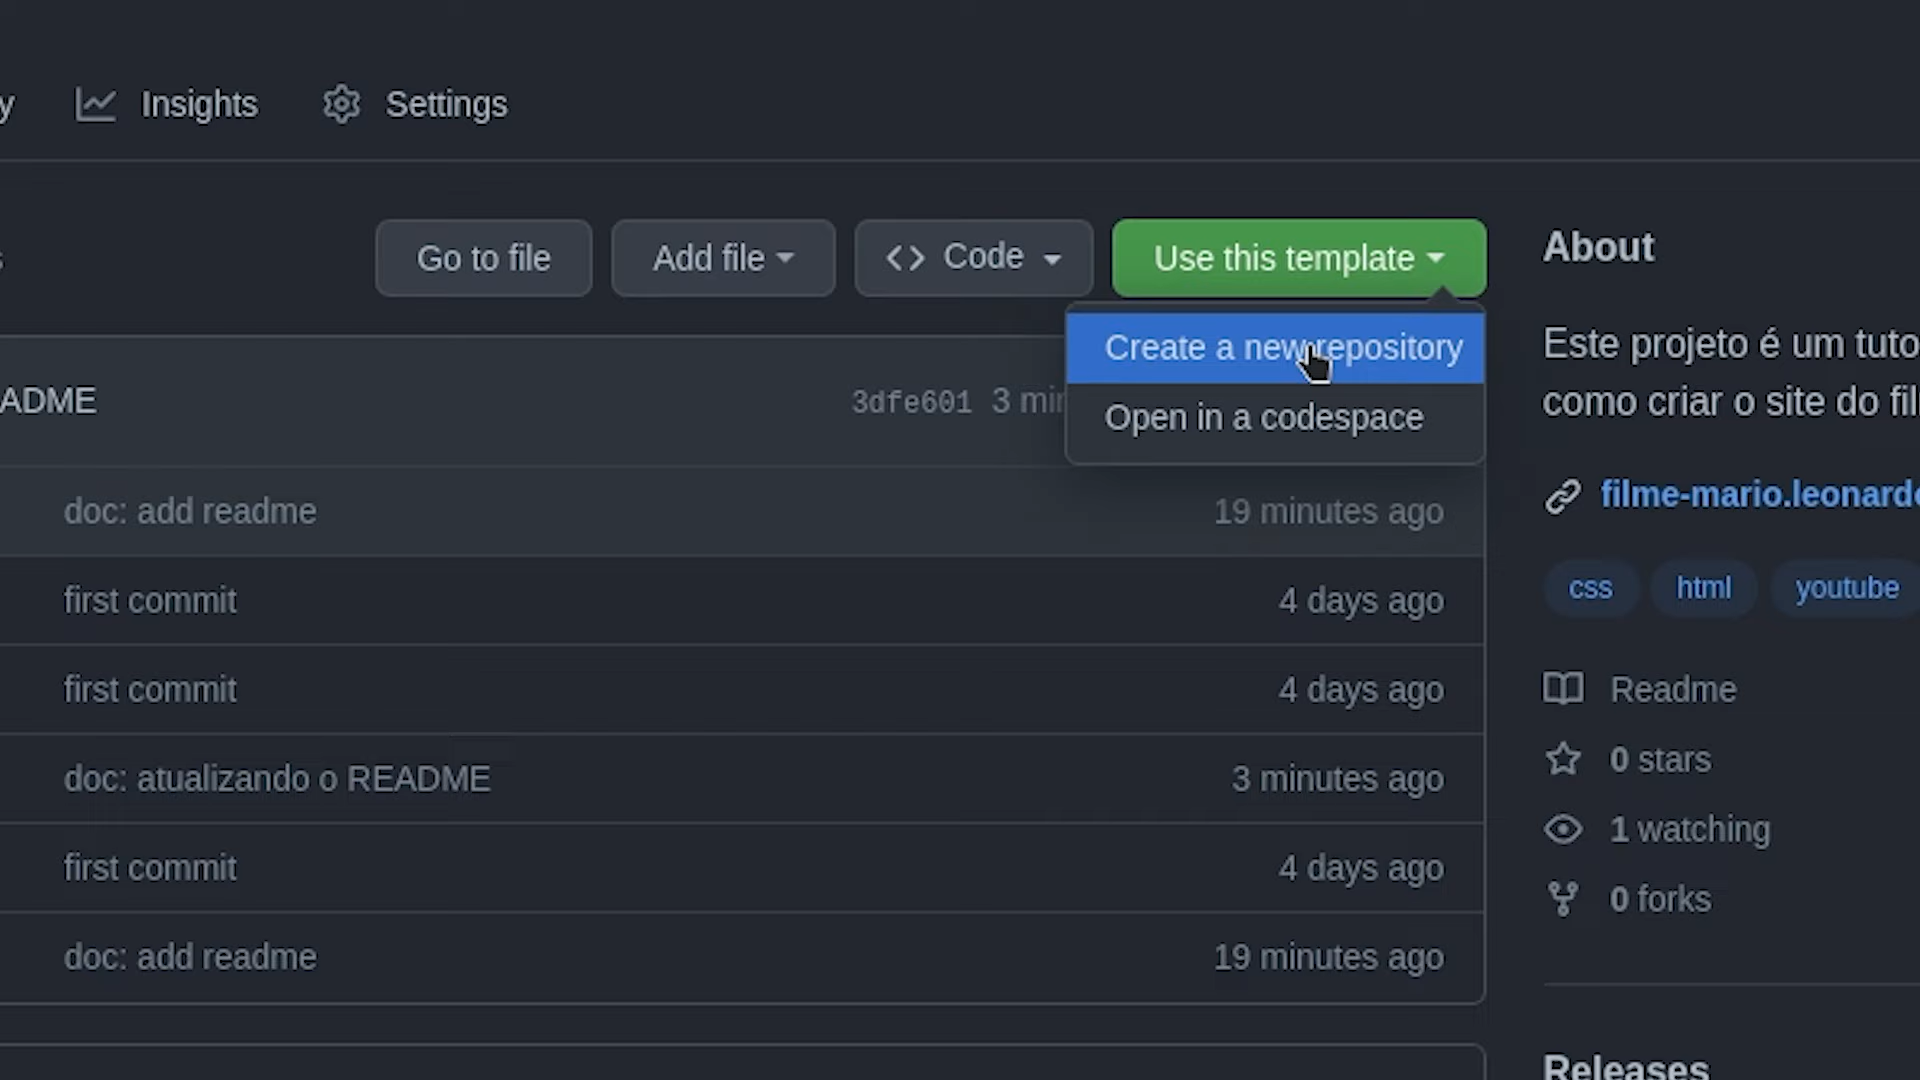 Insights Settings
Go to file Add file Code Use this template About
Create a new repository
Open in a codespace
Este projeto é um
como criar o site do
ADME 3dfe601 3
filme-mario.
doc: add readme 19 minutes ago
css html youtube
first commit 4 days ago
first commit 4 days ago
Readme
0 stars
doc: atualizando o README 3 minutes ago
1 watching
first commit 4 days ago
0 forks
doc: add readme 19 minutes ago
Releases